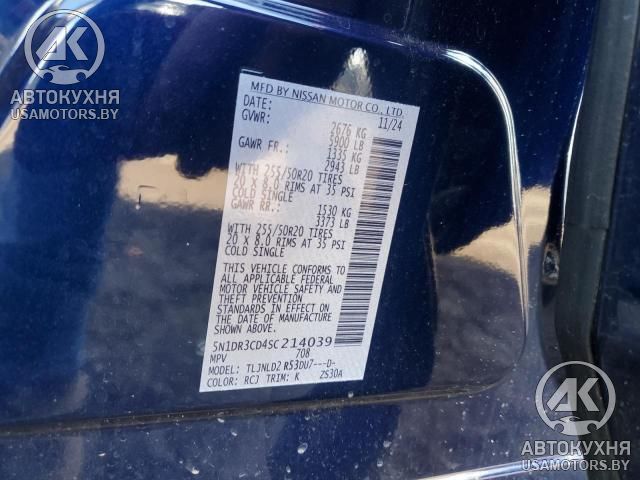 AK
АВТОКУХНЯ
USAMOTORS.BY
MFD BY NISSAN MOTOR CO., LTD.
DATE: 11/24
GVWR: 2676 KG
5900 LB
GAWR FR.: 1335 KG
2943 LB
WITH 255/50R20 TIRES
20 X 8.0 RIMS AT 35 PSI
COLD SINGLE
GAWR RR.: 1530 KG
3373 LB
WITH 255/50R20 TIRES
20 X 8.0 RIMS AT 35 PSI
COLD SINGLE
THIS VEHICLE CONFORMS TO
ALL APPLICABLE FEDERAL
MOTOR VEHICLE SAFETY AND
THEFT PREVENTION
STANDARDS IN EFFECT ON
THE DATE OF MANUFACTURE
SHOWN ABOVE.
5N1DR3CD4SC214039
MPV 708
MODEL: TLJNLD2 R53DU7---D-
COLOR: RCJ TRIM: K ZS30A
AK
АВТОКУХНЯ
USAMOTORS.BY